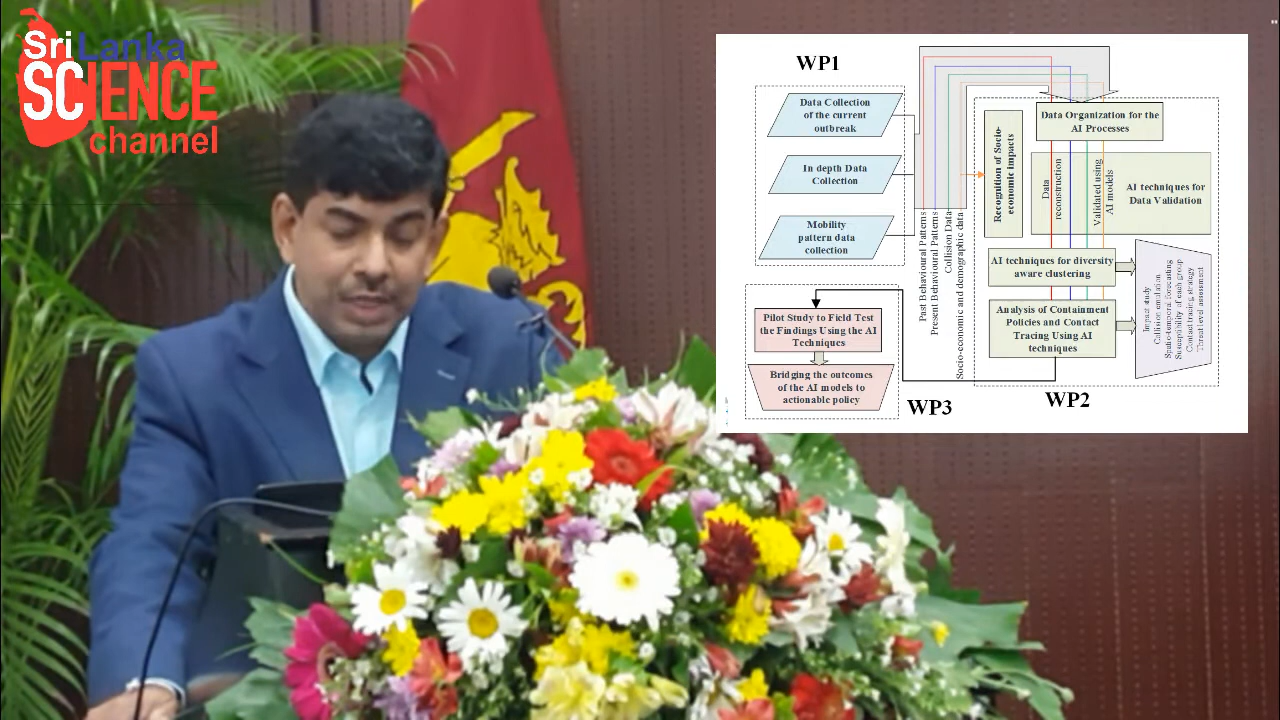 Sri Lanka
SCIENCE
channel
WP1
Data Collection
of the current
outbreak
In depth Data
Collection
Mobility
pattern data
collection
Past Behavioural Patterns
Present Behavioural Patterns
Collision Data
Socio-economic and demographic data
Recognition of Socio-
economic impacts
Data Organization for the
AI Processes
Data
reconstruction
Validated using
AI models
AI techniques for
Data Validation
AI techniques for diversity
aware clustering
Analysis of Containment
Policies and Contact
Tracing Using AI
techniques
Impact study
Collision emulation
Spatio-temporal forecasting
Susceptibility of each group
Contact tracing strategy
Threat level assessment
WP2
Pilot Study to Field Test
the Findings Using the AI
Techniques
Bridging the outcomes
of the AI models to
actionable policy
WP3